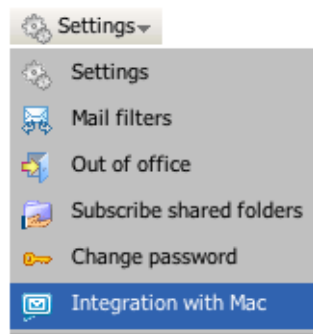 Settings
Settings
Mail filters
Out of office
Subscribe shared folders
Change password
Integration with Mac